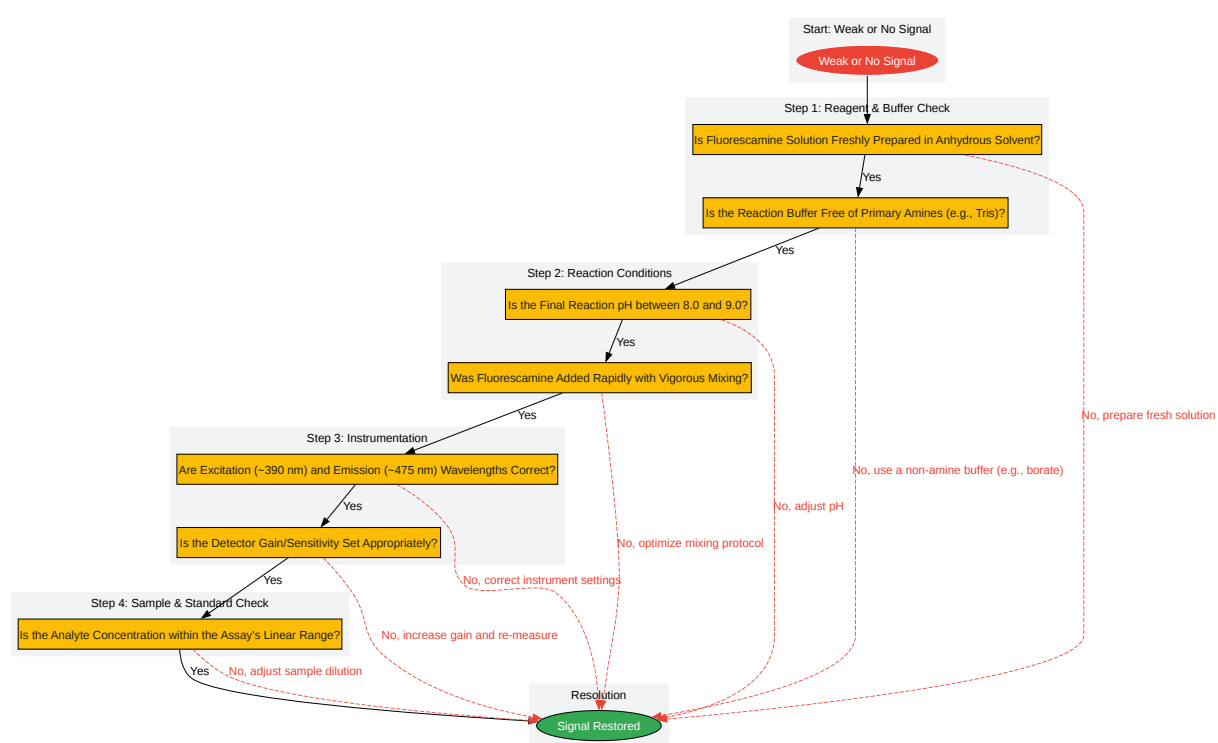 Start: Weak or No Signal
Weak or No Signal
Step 1: Reagent & Buffer Check
Is Fluorescamine Solution Freshly Prepared in Anhydrous Solvent?
Yes
Is the Reaction Buffer Free of Primary Amines (e.g., Tris)?
Yes
Step 2: Reaction Conditions
Is the Final Reaction pH between 8.0 and 9.0?
Yes
Was Fluorescamine Added Rapidly with Vigorous Mixing?
Yes
No, prepare fresh solution
Step 3: Instrumentation
Are Excitation (~390 nm) and Emission (~475 nm) Wavelengths Correct?
No, use a non-amine buffer (e.g., borate)
Yes
No, adjust pH
Is the Detector Gain/Sensitivity Set Appropriately?
No, optimize mixing protocol
Yes
No, correct instrument settings
Step 4: Sample & Standard Check
Is the Analyte Concentration within the Assay's Linear Range?
No, increase gain and re-measure
Yes
No, adjust sample dilution
Resolution
Signal Restored